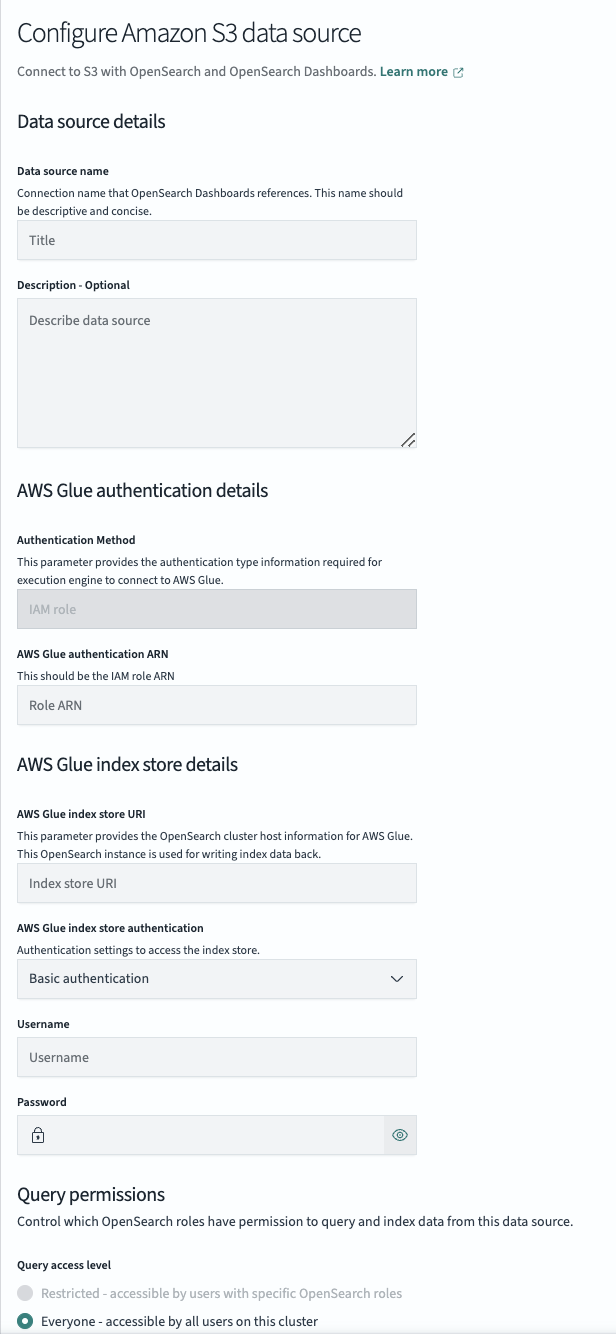 Configure Amazon S3 data source
Connect to S3 with OpenSearch and OpenSearch Dashboards. Learn more
Data source details
Data source name
Connection name that OpenSearch Dashboards references. This name should
be descriptive and concise.
Title
Description - Optional
Describe data source
AWS Glue authentication details
Authentication Method
This parameter provides the authentication type information required for
execution engine to connect to AWS Glue.
IAM role
AWS Glue authentication ARN
This should be the IAM role ARN
Role ARN
AWS Glue index store details
AWS Glue index store URI
This parameter provides the OpenSearch cluster host information for AWS Glue.
This OpenSearch instance is used for writing index data back.
Index store URI
AWS Glue index store authentication
Authentication settings to access the index store.
Basic authentication
Username
Username
Password
Query permissions
Control which OpenSearch roles have permission to query and index data from this data source.
Query access level
Restricted - accessible by users with specific OpenSearch roles
Everyone - accessible by all users on this cluster